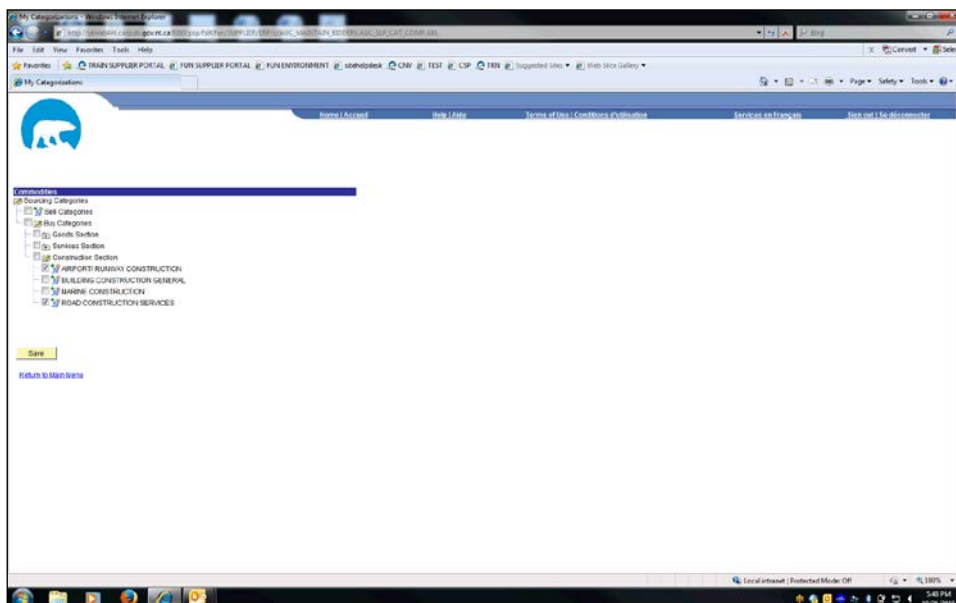 My Categorizations - Windows Internet Explorer
File Edit View Favorites Tools Help
Convert
Favorites TRAIN SUPPLIER PORTAL FUN SUPPLIER PORTAL FUN ENVIRONMENT sitehelpdesk CNV TEST CSP TRN Suggested Sites Web Slice Gallery
My Categorizations Page Safety Tools
Home | Accueil Help | Aide Terms of Use | Conditions d'utilisation Services en Français Sign out | Se déconnecter
Commodities
Sourcing Categories
Sell Categories
Buy Categories
Goods Section
Services Section
Construction Section
AIRPORT/ RUNWAY CONSTRUCTION
BUILDING CONSTRUCTION GENERAL
MARINE CONSTRUCTION
ROAD CONSTRUCTION SERVICES
Save
Return to Main Menu
Local intranet | Protected Mode: Off 100%
5:48 PM